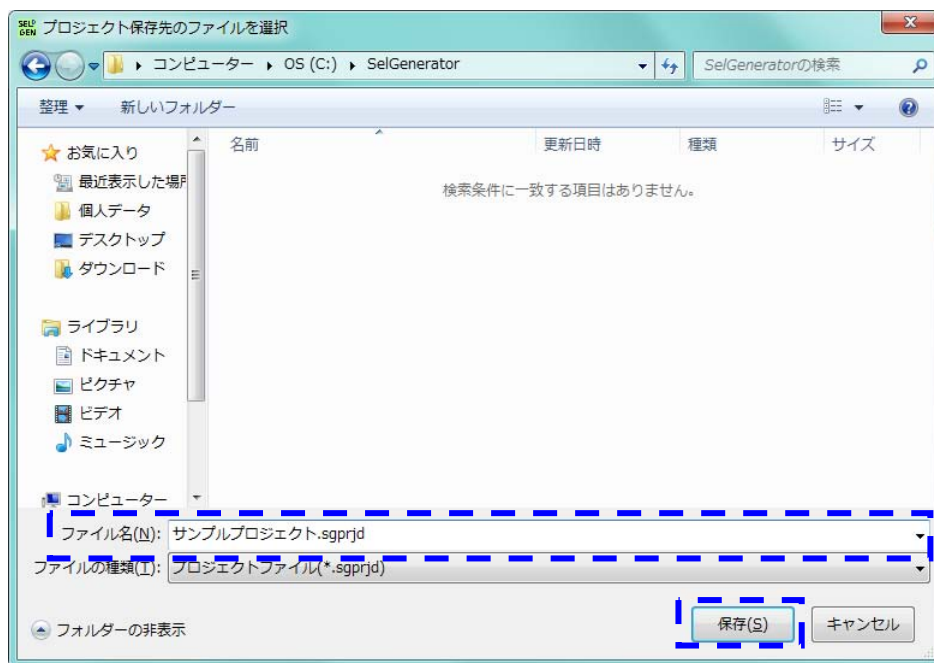 SEL GEN プロジェクト保存先のファイルを選択
コンピューター ▸ OS (C:) ▸ SelGenerator
SelGeneratorの検索
整理 新しいフォルダー
名前 更新日時 種類 サイズ
検索条件に一致する項目はありません。
お気に入り
最近表示した場所
個人データ
デスクトップ
ダウンロード
ライブラリ
ドキュメント
ピクチャ
ビデオ
ミュージック
コンピューター
ファイル名(N): サンプルプロジェクト.sgprjd
ファイルの種類(T): プロジェクトファイル(*.sgprjd)
フォルダーの非表示
保存(S) キャンセル